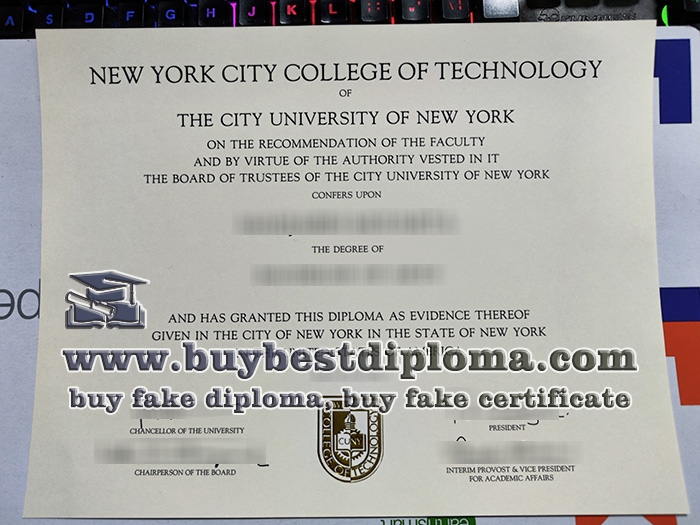 S D F G H J K L
NEW YORK CITY COLLEGE OF TECHNOLOGY
OF
THE CITY UNIVERSITY OF NEW YORK
ON THE RECOMMENDATION OF THE FACULTY
AND BY VIRTUE OF THE AUTHORITY VESTED IN IT
THE BOARD OF TRUSTEES OF THE CITY UNIVERSITY OF NEW YORK
CONFERS UPON
THE DEGREE OF
AND HAS GRANTED THIS DIPLOMA AS EVIDENCE THEREOF
GIVEN IN THE CITY OF NEW YORK IN THE STATE OF NEW YORK
www.buybestdiploma.com
buy fake diploma, buy fake certificate
CHANCELLOR OF THE UNIVERSITY
PRESIDENT
CUNY
COLLEGE OF TECHNOLOGY
CHAIRPERSON OF THE BOARD
INTERIM PROVOST & VICE PRESIDENT
FOR ACADEMIC AFFAIRS
earthsmart